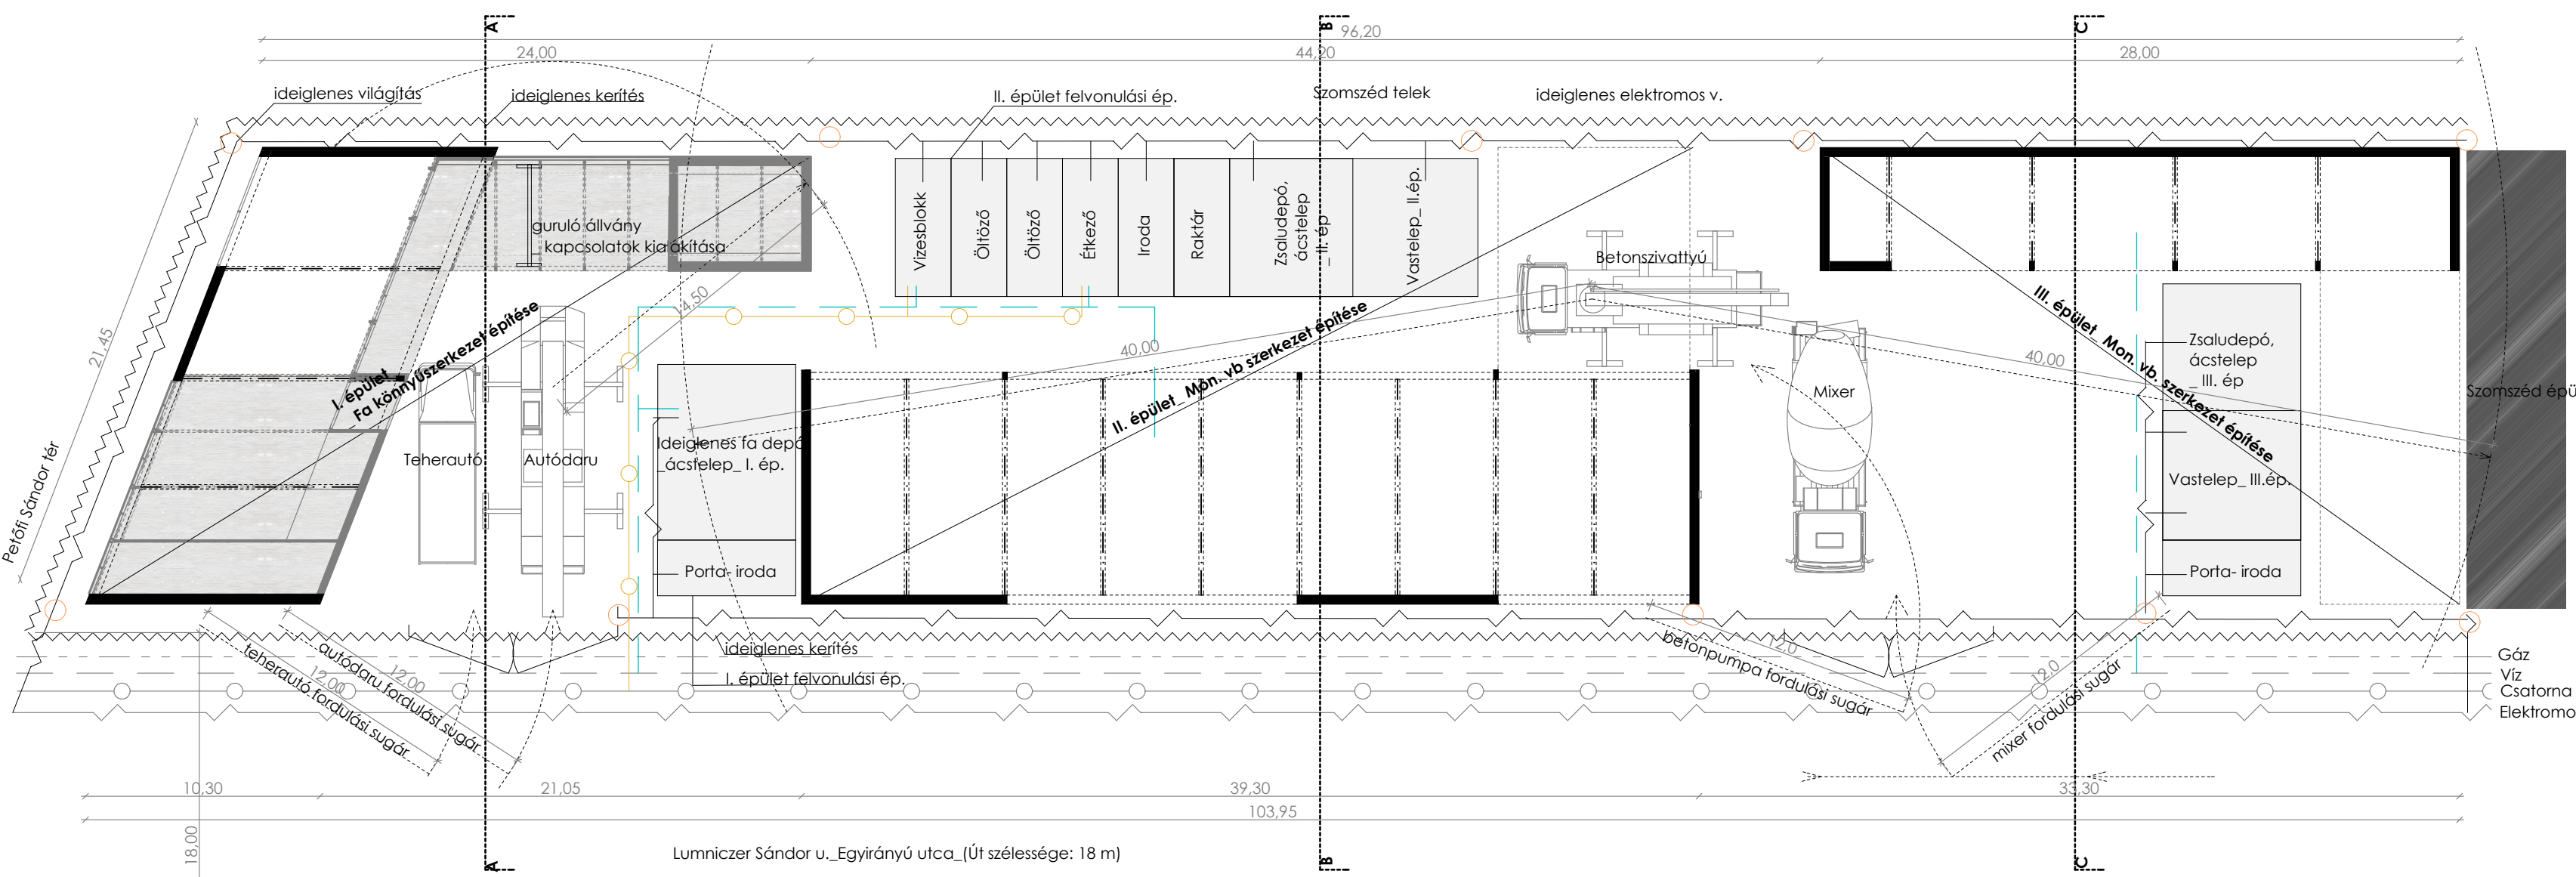 A
B
C
96,20
24,00
44,20
28,00
ideiglenes világítás
ideiglenes kerítés
II. épület felvonulási ép.
Szomszéd telek
ideiglenes elektromos v.
Vizesblokk
Öltöző
Öltöző
Étkező
Iroda
Raktár
Zsaludepó,
ácstelep
_ II. ép
Vastelep_ II.ép.
guruló állvány
kapcsolatok kialakítása
14,50
Betonszivattyú
21,45
I. épület
Fa könnyűszerkezet építése
40,00
II. épület_ Mon. vb szerkezet építése
III. épület_ Mon. vb. szerkezet építése
40,00
Zsaludepó,
ácstelep
_ III. ép
Mixer
Szomszéd épü
Petőfi Sándor tér
Teherautó
Autódaru
Ideiglenes fa depó
_ácstelep_ I. ép.
Vastelep_ III.ép.
Porta- iroda
Porta- iroda
teherautó fordulási sugár
12,00
autódaru fordulási sugár
12,00
ideiglenes kerítés
I. épület felvonulási ép.
betonpumpa fordulási sugár
12,0
mixer fordulási sugár
12,0
Gáz
Víz
Csatorna
Elektromo
10,30
21,05
39,30
33,30
103,95
18,00
Lumniczer Sándor u._Egyirányú utca_(Út szélessége: 18 m)
A
B
C